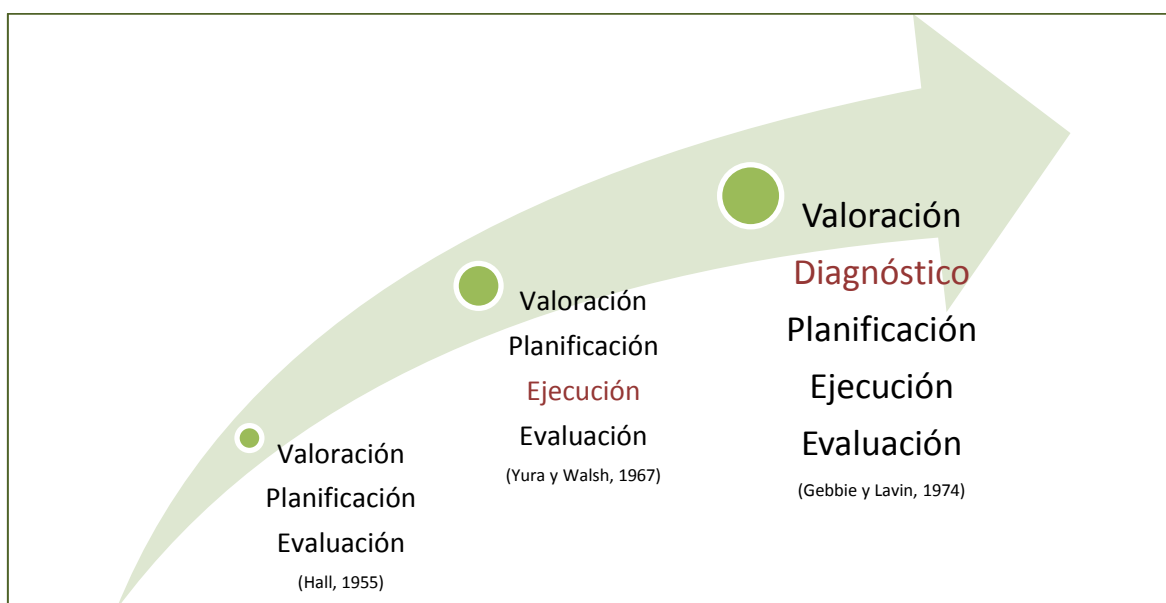 Valoración
Planificación
Evaluación
(Hall, 1955)
Valoración
Planificación
Ejecución
Evaluación
(Yura y Walsh, 1967)
Valoración
Diagnóstico
Planificación
Ejecución
Evaluación
(Gebbie y Lavin, 1974)